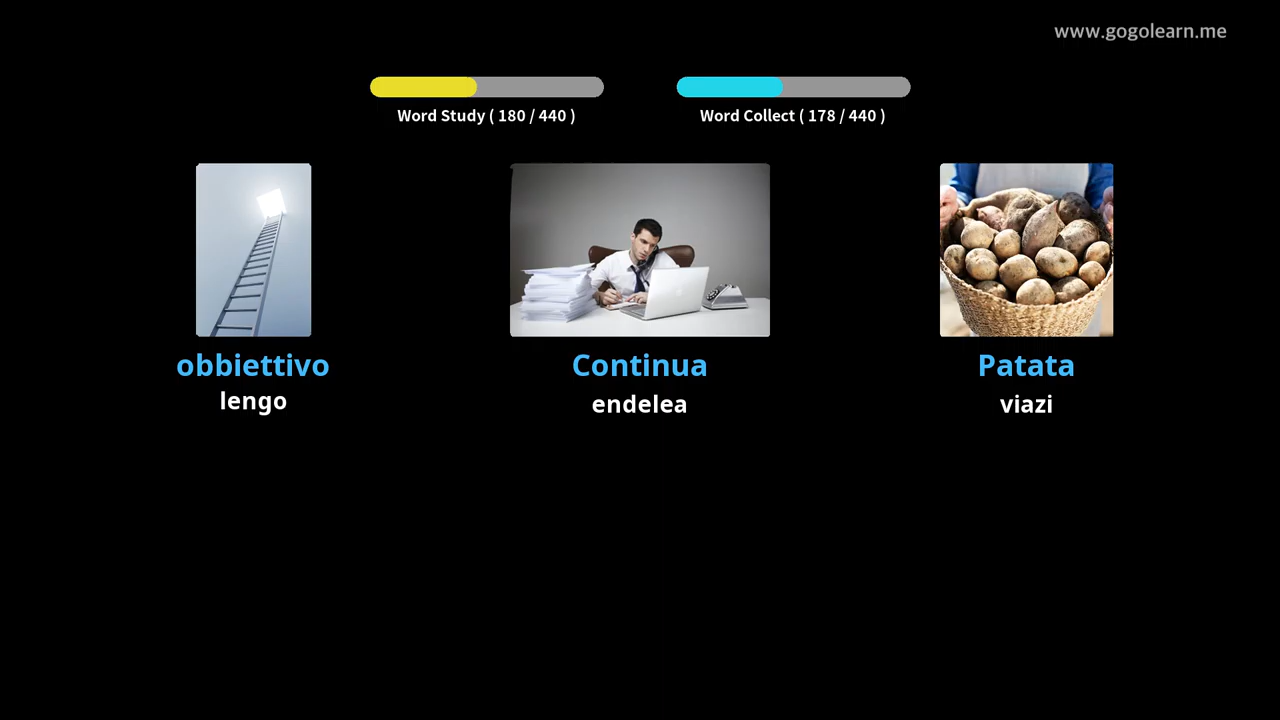 www.gogolearn.me
Word Study ( 180 / 440 )
Word Collect ( 178 / 440 )
obbiettivo
lengo
Continua
endelea
Patata
viazi